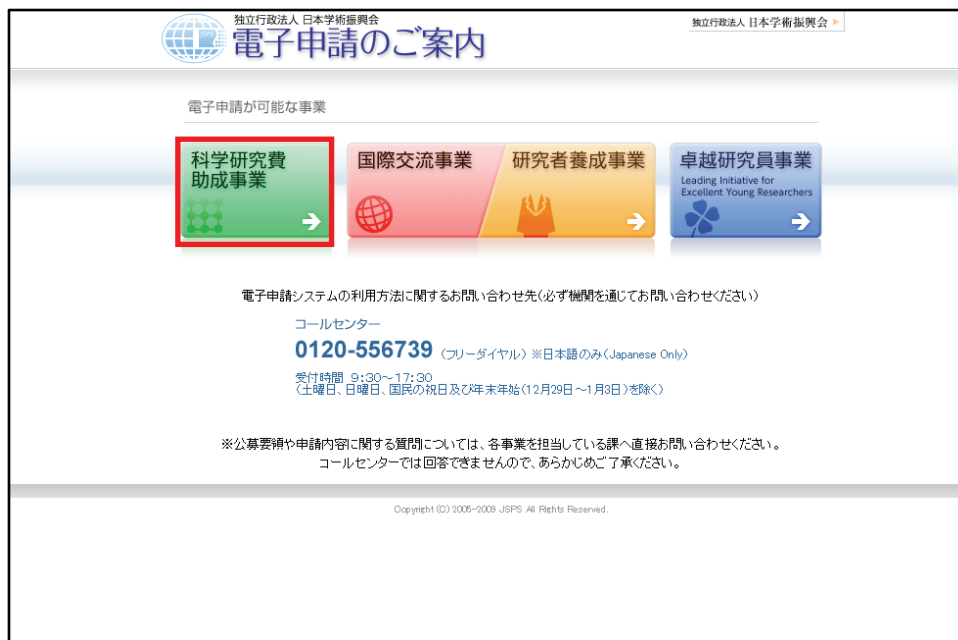 独立行政法人 日本学術振興会
電子申請のご案内
独立行政法人 日本学術振興会
JSPS
電子申請が可能な事業
科学研究費
助成事業
国際交流事業
研究者養成事業
卓越研究員事業
Leading Initiative for
Excellent Young Researchers
電子申請システムの利用方法に関するお問い合わせ先(必ず機関を通じてお問い合わせください)
コールセンター
0120-556739 (フリーダイヤル) ※日本語のみ(Japanese Only)
受付時間 9:30～17:30
(土曜日、日曜日、国民の祝日及び年末年始(12月29日～1月3日)を除く)
※公募要領や申請内容に関する質問については、各事業を担当している課へ直接お問い合わせください。
コールセンターでは回答できませんので、あらかじめご了承ください。
Copyright (C) 2005-2009 JSPS All Rights Reserved.